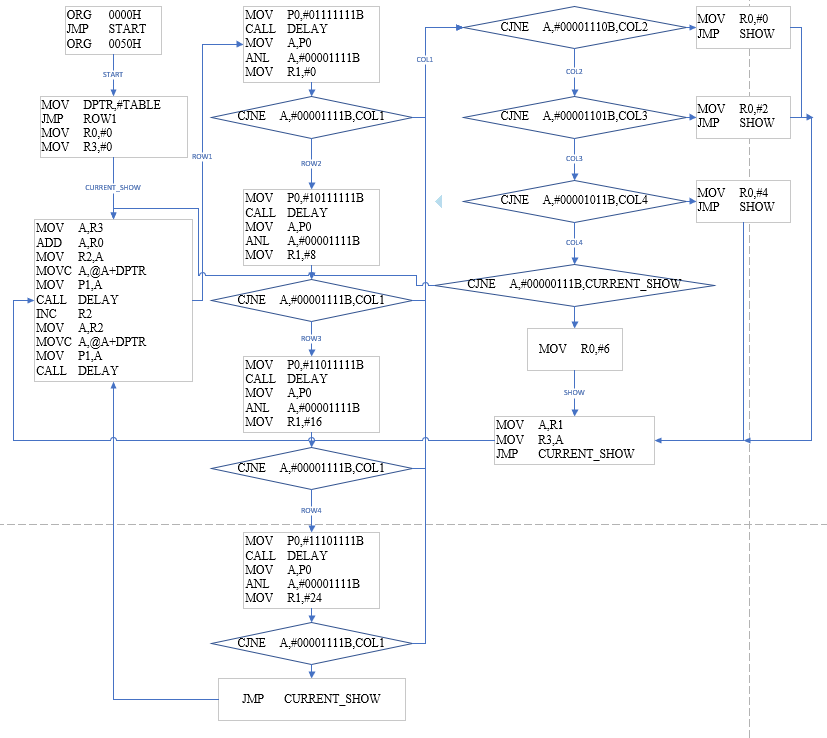 ORG 0000H
JMP START
ORG 0050H
START
MOV DPTR,#TABLE
JMP ROW1
MOV R0,#0
MOV R3,#0
CURRENT_SHOW
MOV A,R3
ADD A,R0
MOV R2,A
MOVC A,@A+DPTR
MOV P1,A
CALL DELAY
INC R2
MOV A,R2
MOVC A,@A+DPTR
MOV P1,A
CALL DELAY
ROW1
MOV P0,#01111111B
CALL DELAY
MOV A,P0
ANL A,#00001111B
MOV R1,#0
CJNE A,#00001111B,COL1
ROW2
MOV P0,#10111111B
CALL DELAY
MOV A,P0
ANL A,#00001111B
MOV R1,#8
CJNE A,#00001111B,COL1
ROW3
MOV P0,#11011111B
CALL DELAY
MOV A,P0
ANL A,#00001111B
MOV R1,#16
CJNE A,#00001111B,COL1
ROW4
MOV P0,#11101111B
CALL DELAY
MOV A,P0
ANL A,#00001111B
MOV R1,#24
CJNE A,#00001111B,COL1
JMP CURRENT_SHOW
COL1
CJNE A,#00001110B,COL2
MOV R0,#0
JMP SHOW
COL2
CJNE A,#00001101B,COL3
MOV R0,#2
JMP SHOW
COL3
CJNE A,#00001011B,COL4
MOV R0,#4
JMP SHOW
COL4
CJNE A,#00000111B,CURRENT_SHOW
MOV R0,#6
SHOW
MOV A,R1
MOV R3,A
JMP CURRENT_SHOW